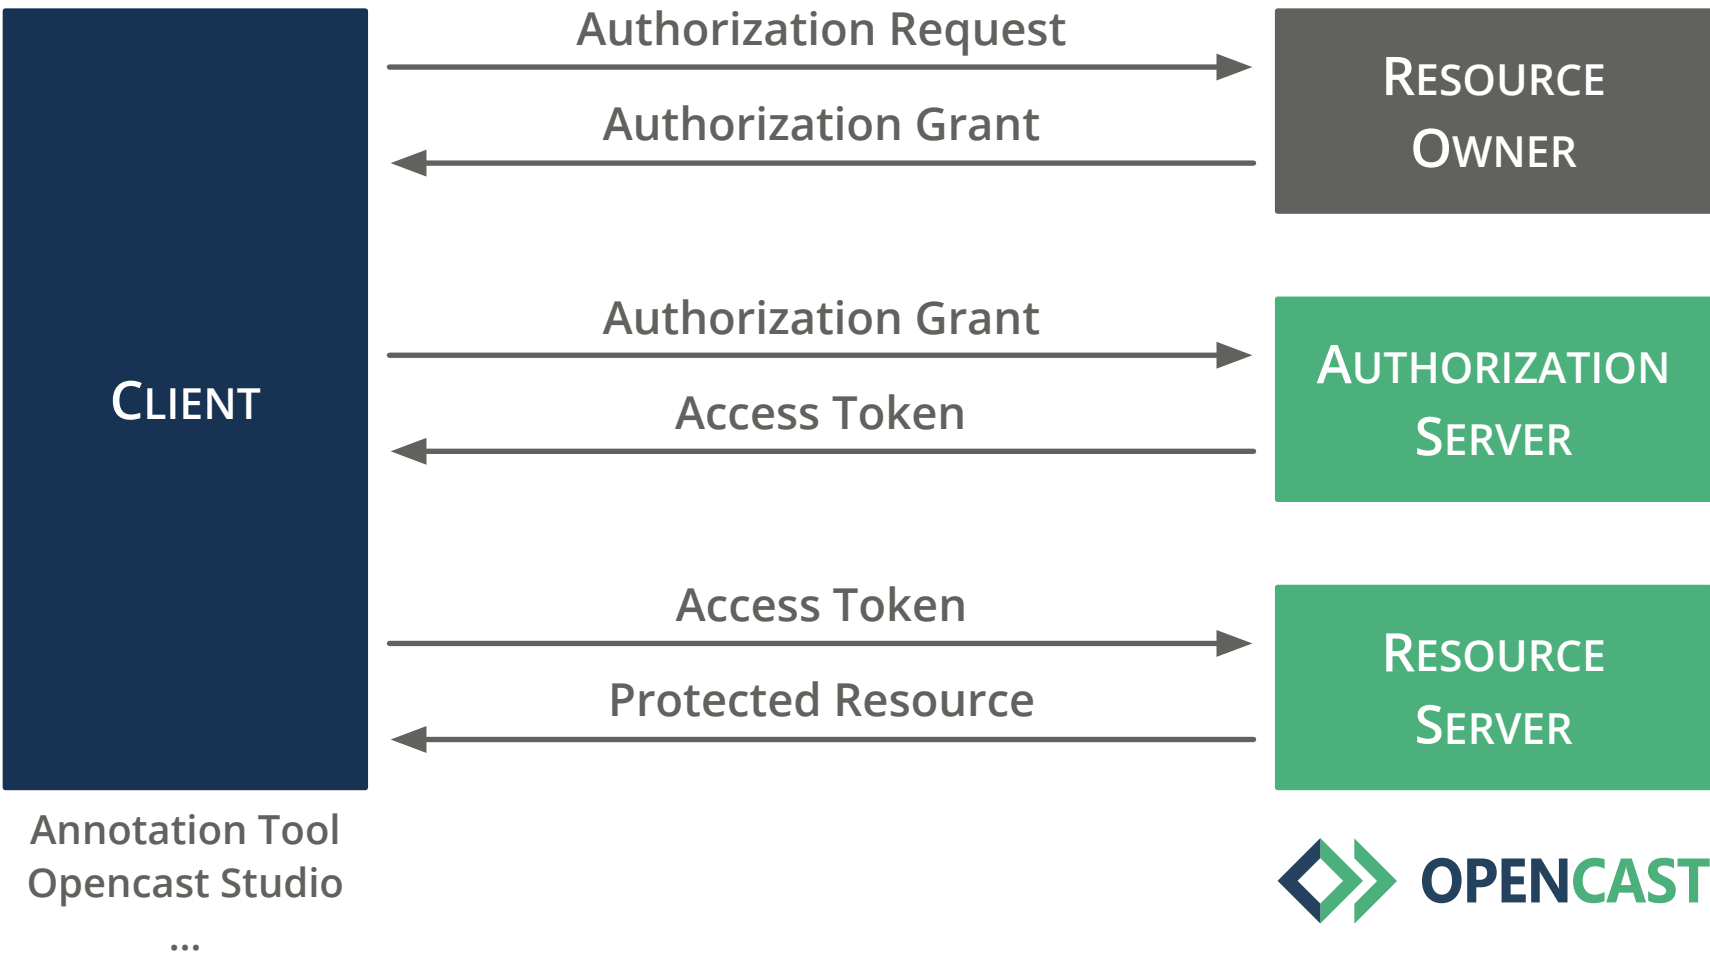 Authorization Request
RESOURCE
OWNER
Authorization Grant
Authorization Grant
AUTHORIZATION
SERVER
CLIENT
Access Token
Access Token
RESOURCE
SERVER
Protected Resource
Annotation Tool
Opencast Studio
...
OPENCAST